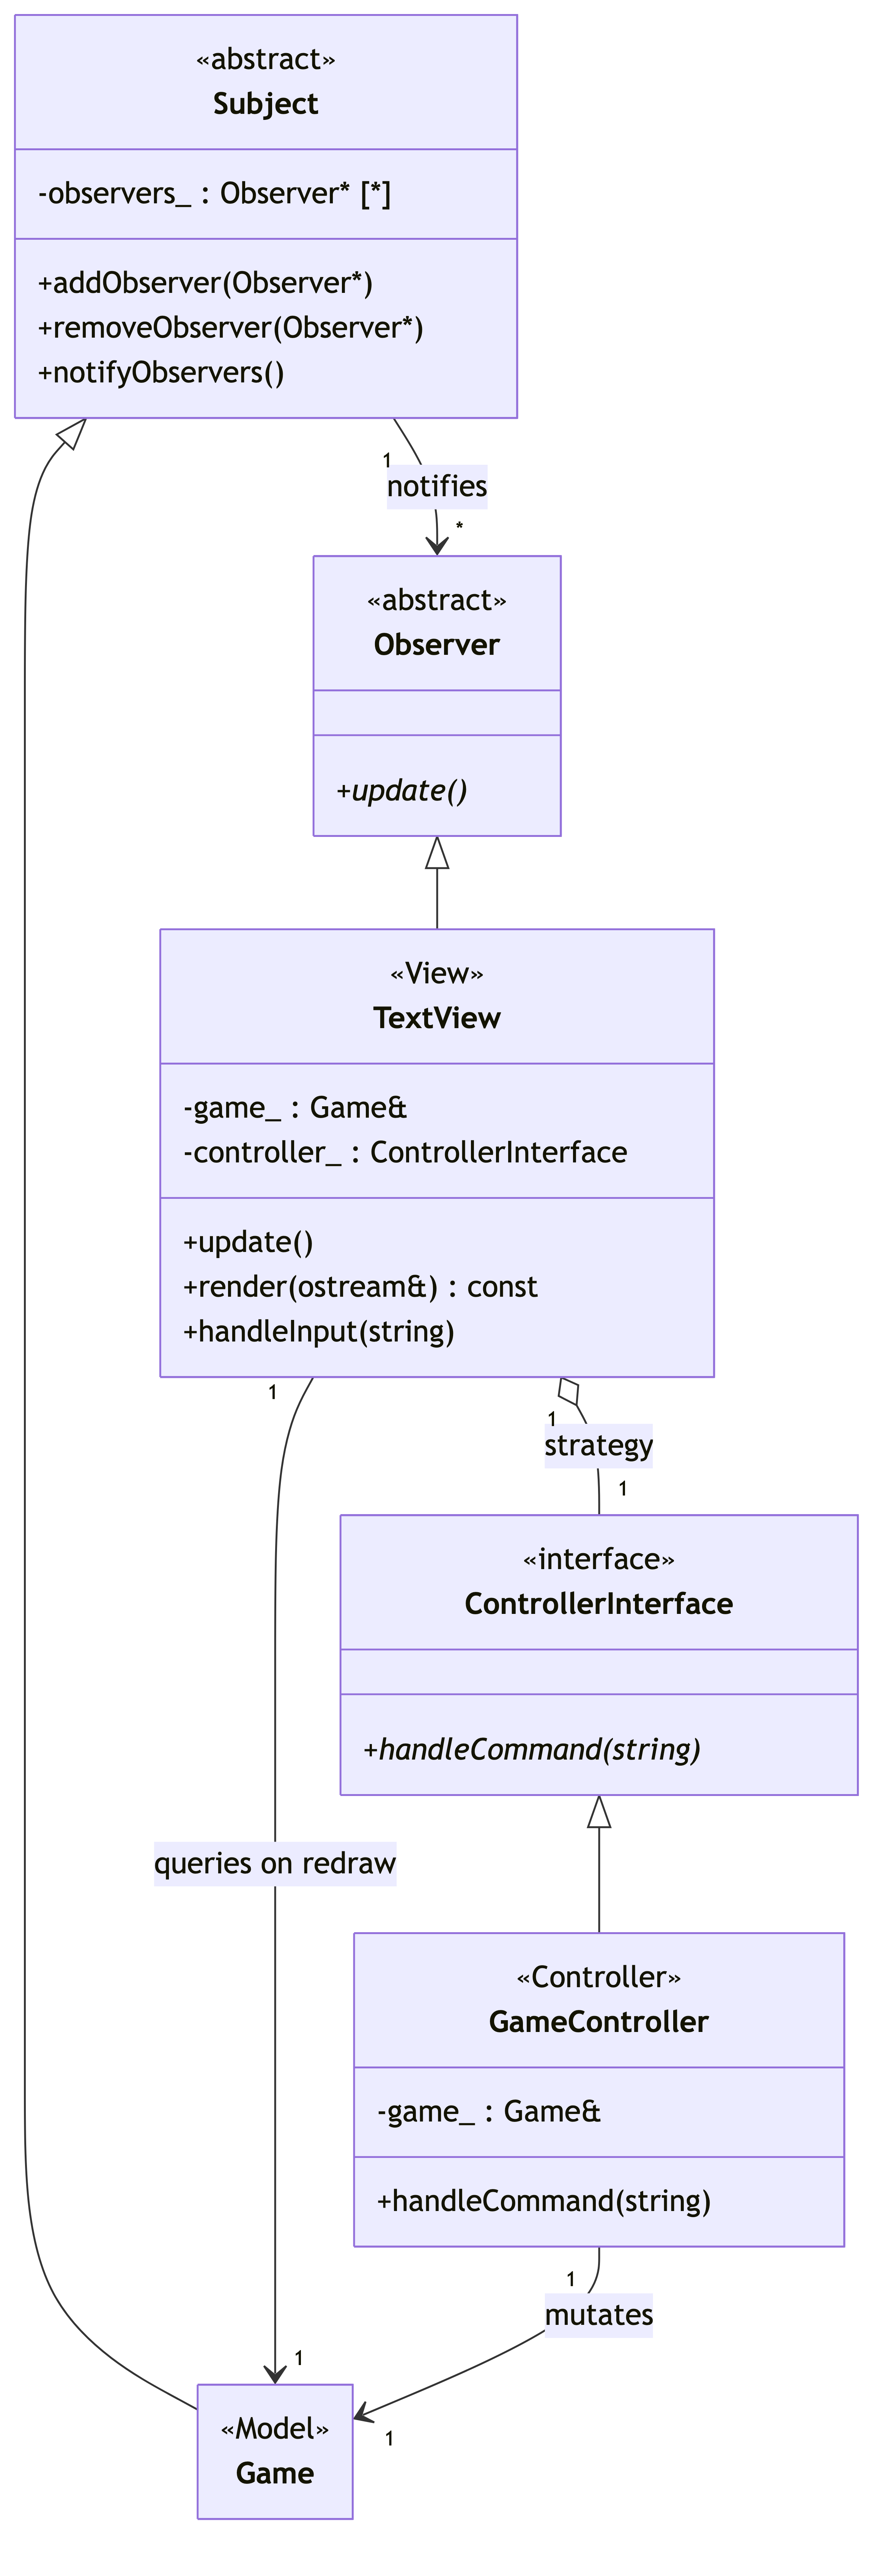 «abstract»
Subject
-observers_ : Observer* [*]
+addObserver(Observer*)
+removeObserver(Observer*)
+notifyObservers()
1
notifies
*
«abstract»
Observer
+update()
«View»
TextView
-game_ : Game&
-controller_ : ControllerInterface
+update()
+render(ostream&) : const
+handleInput(string)
1
1
strategy
1
«interface»
ControllerInterface
+handleCommand(string)
queries on redraw
«Controller»
GameController
-game_ : Game&
+handleCommand(string)
1
mutates
1
1
«Model»
Game